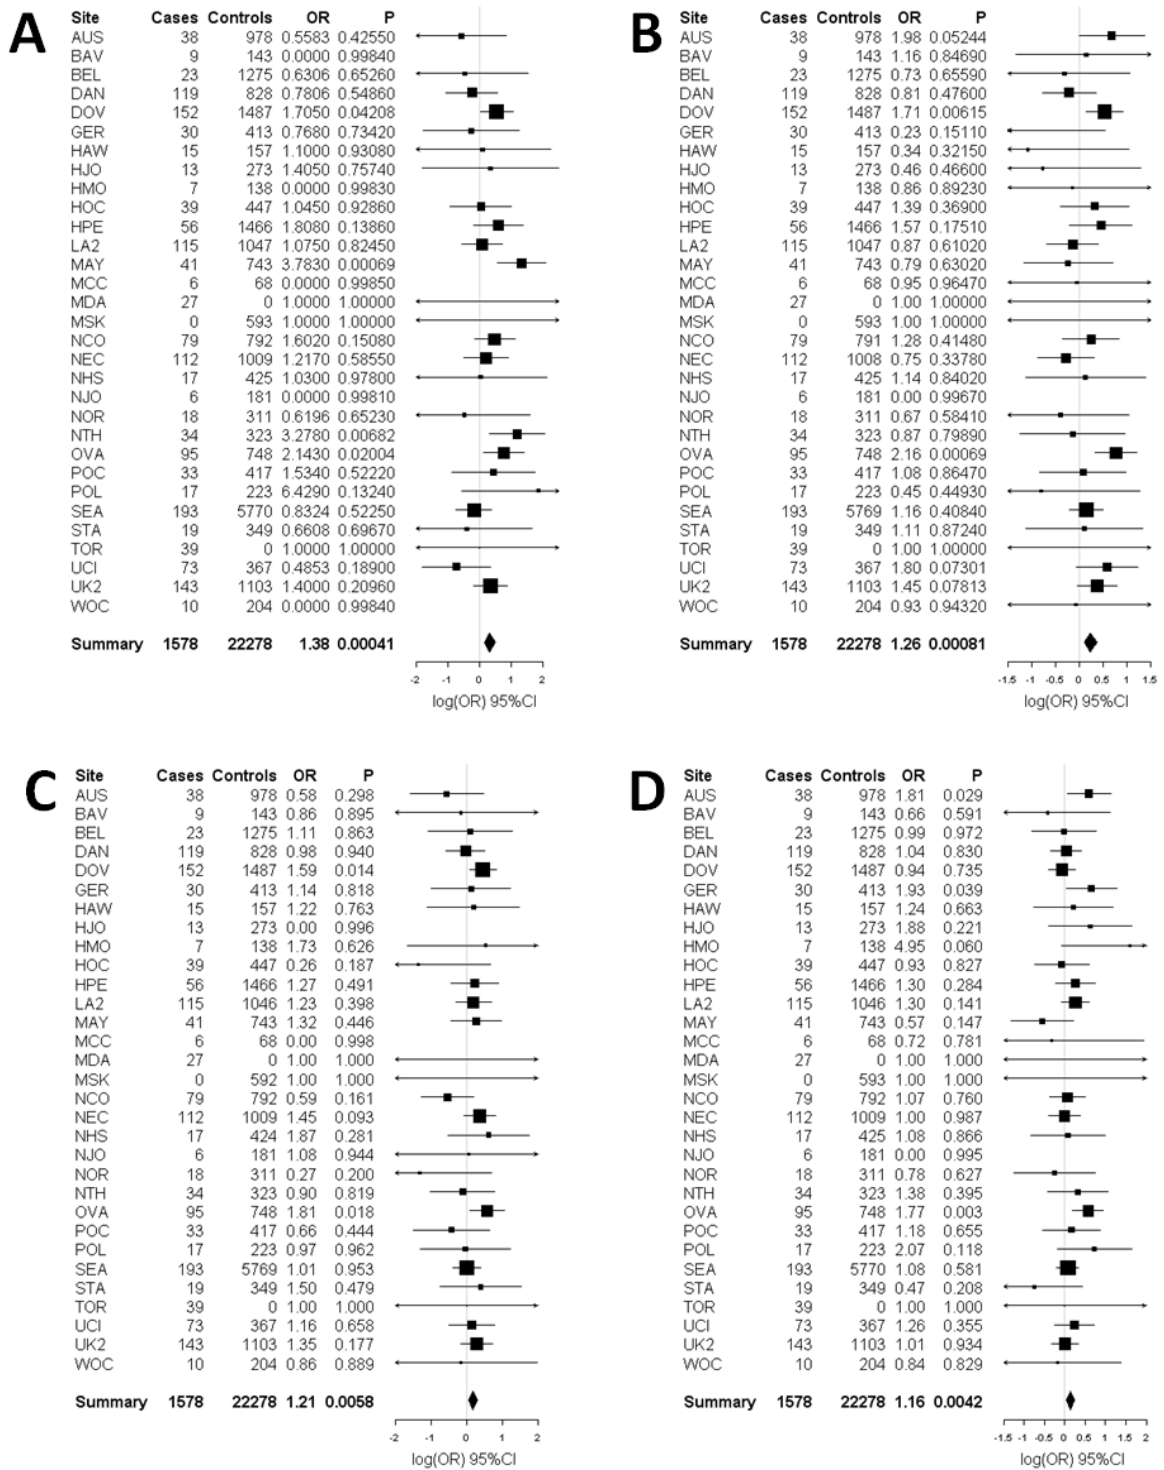 A
Site Cases Controls OR P
AUS 38 978 0.5583 0.42550
BAV 9 143 0.0000 0.99840
BEL 23 1275 0.6306 0.65260
DAN 119 828 0.7806 0.54860
DOV 152 1487 1.7050 0.04208
GER 30 413 0.7680 0.73420
HAW 15 157 1.1000 0.93080
HJO 13 273 1.4050 0.75740
HMO 7 138 0.0000 0.99830
HOC 39 447 1.0450 0.92860
HPE 56 1466 1.8080 0.13860
LA2 115 1047 1.0750 0.82450
MAY 41 743 3.7830 0.00069
MCC 6 68 0.0000 0.99850
MDA 27 0 1.0000 1.00000
MSK 0 593 1.0000 1.00000
NCO 79 792 1.6020 0.15080
NEC 112 1009 1.2170 0.58550
NHS 17 425 1.0300 0.97800
NJO 6 181 0.0000 0.99810
NOR 18 311 0.6196 0.65230
NTH 34 323 3.2780 0.00682
OVA 95 748 2.1430 0.02004
POC 33 417 1.5340 0.52220
POL 17 223 6.4290 0.13240
SEA 193 5770 0.8324 0.52250
STA 19 349 0.6608 0.69670
TOR 39 0 1.0000 1.00000
UCI 73 367 0.4853 0.18900
UK2 143 1103 1.4000 0.20960
WOC 10 204 0.0000 0.99840
Summary 1578 22278 1.38 0.00041
-2 -1 0 1 2
log(OR) 95%CI
B
Site Cases Controls OR P
AUS 38 978 1.98 0.05244
BAV 9 143 1.16 0.84690
BEL 23 1275 0.73 0.65590
DAN 119 828 0.81 0.47600
DOV 152 1487 1.71 0.00615
GER 30 413 0.23 0.15110
HAW 15 157 0.34 0.32150
HJO 13 273 0.46 0.46600
HMO 7 138 0.86 0.89230
HOC 39 447 1.39 0.36900
HPE 56 1466 1.57 0.17510
LA2 115 1047 0.87 0.61020
MAY 41 743 0.79 0.63020
MCC 6 68 0.95 0.96470
MDA 27 0 1.00 1.00000
MSK 0 593 1.00 1.00000
NCO 79 791 1.28 0.41480
NEC 112 1008 0.75 0.33780
NHS 17 425 1.14 0.84020
NJO 6 181 0.00 0.99670
NOR 18 311 0.67 0.58410
NTH 34 323 0.87 0.79890
OVA 95 748 2.16 0.00069
POC 33 417 1.08 0.86470
POL 17 223 0.45 0.44930
SEA 193 5769 1.16 0.40840
STA 19 349 1.11 0.87240
TOR 39 0 1.00 1.00000
UCI 73 367 1.80 0.07301
UK2 143 1103 1.45 0.07813
WOC 10 204 0.93 0.94320
Summary 1578 22278 1.26 0.00081
-1.5 -1 -0.5 0 0.5 1 1.5
log(OR) 95%CI
C
Site Cases Controls OR P
AUS 38 978 0.58 0.298
BAV 9 143 0.86 0.895
BEL 23 1275 1.11 0.863
DAN 119 828 0.98 0.940
DOV 152 1487 1.59 0.014
GER 30 413 1.14 0.818
HAW 15 157 1.22 0.763
HJO 13 273 0.00 0.996
HMO 7 138 1.73 0.626
HOC 39 447 0.26 0.187
HPE 56 1466 1.27 0.491
LA2 115 1046 1.23 0.398
MAY 41 743 1.32 0.446
MCC 6 68 0.00 0.998
MDA 27 0 1.00 1.000
MSK 0 592 1.00 1.000
NCO 79 792 0.59 0.161
NEC 112 1009 1.45 0.093
NHS 17 424 1.87 0.281
NJO 6 181 1.08 0.944
NOR 18 311 0.27 0.200
NTH 34 323 0.90 0.819
OVA 95 748 1.81 0.018
POC 33 417 0.66 0.444
POL 17 223 0.97 0.962
SEA 193 5769 1.01 0.953
STA 19 349 1.50 0.479
TOR 39 0 1.00 1.000
UCI 73 367 1.16 0.658
UK2 143 1103 1.35 0.177
WOC 10 204 0.86 0.889
Summary 1578 22278 1.21 0.0058
-2 -1 0 1 2
log(OR) 95%CI
D
Site Cases Controls OR P
AUS 38 978 1.81 0.029
BAV 9 143 0.66 0.591
BEL 23 1275 0.99 0.972
DAN 119 828 1.04 0.830
DOV 152 1487 0.94 0.735
GER 30 413 1.93 0.039
HAW 15 157 1.24 0.663
HJO 13 273 1.88 0.221
HMO 7 138 4.95 0.060
HOC 39 447 0.93 0.827
HPE 56 1466 1.30 0.284
LA2 115 1046 1.30 0.141
MAY 41 743 0.57 0.147
MCC 6 68 0.72 0.781
MDA 27 0 1.00 1.000
MSK 0 593 1.00 1.000
NCO 79 792 1.07 0.760
NEC 112 1009 1.00 0.987
NHS 17 425 1.08 0.866
NJO 6 181 0.00 0.995
NOR 18 311 0.78 0.627
NTH 34 323 1.38 0.395
OVA 95 748 1.77 0.003
POC 33 417 1.18 0.655
POL 17 223 2.07 0.118
SEA 193 5770 1.08 0.581
STA 19 349 0.47 0.208
TOR 39 0 1.00 1.000
UCI 73 367 1.26 0.355
UK2 143 1103 1.01 0.934
WOC 10 204 0.84 0.829
Summary 1578 22278 1.16 0.0042
-1.5 -1 -0.5 0 0.5 1 1.5 2
log(OR) 95%CI